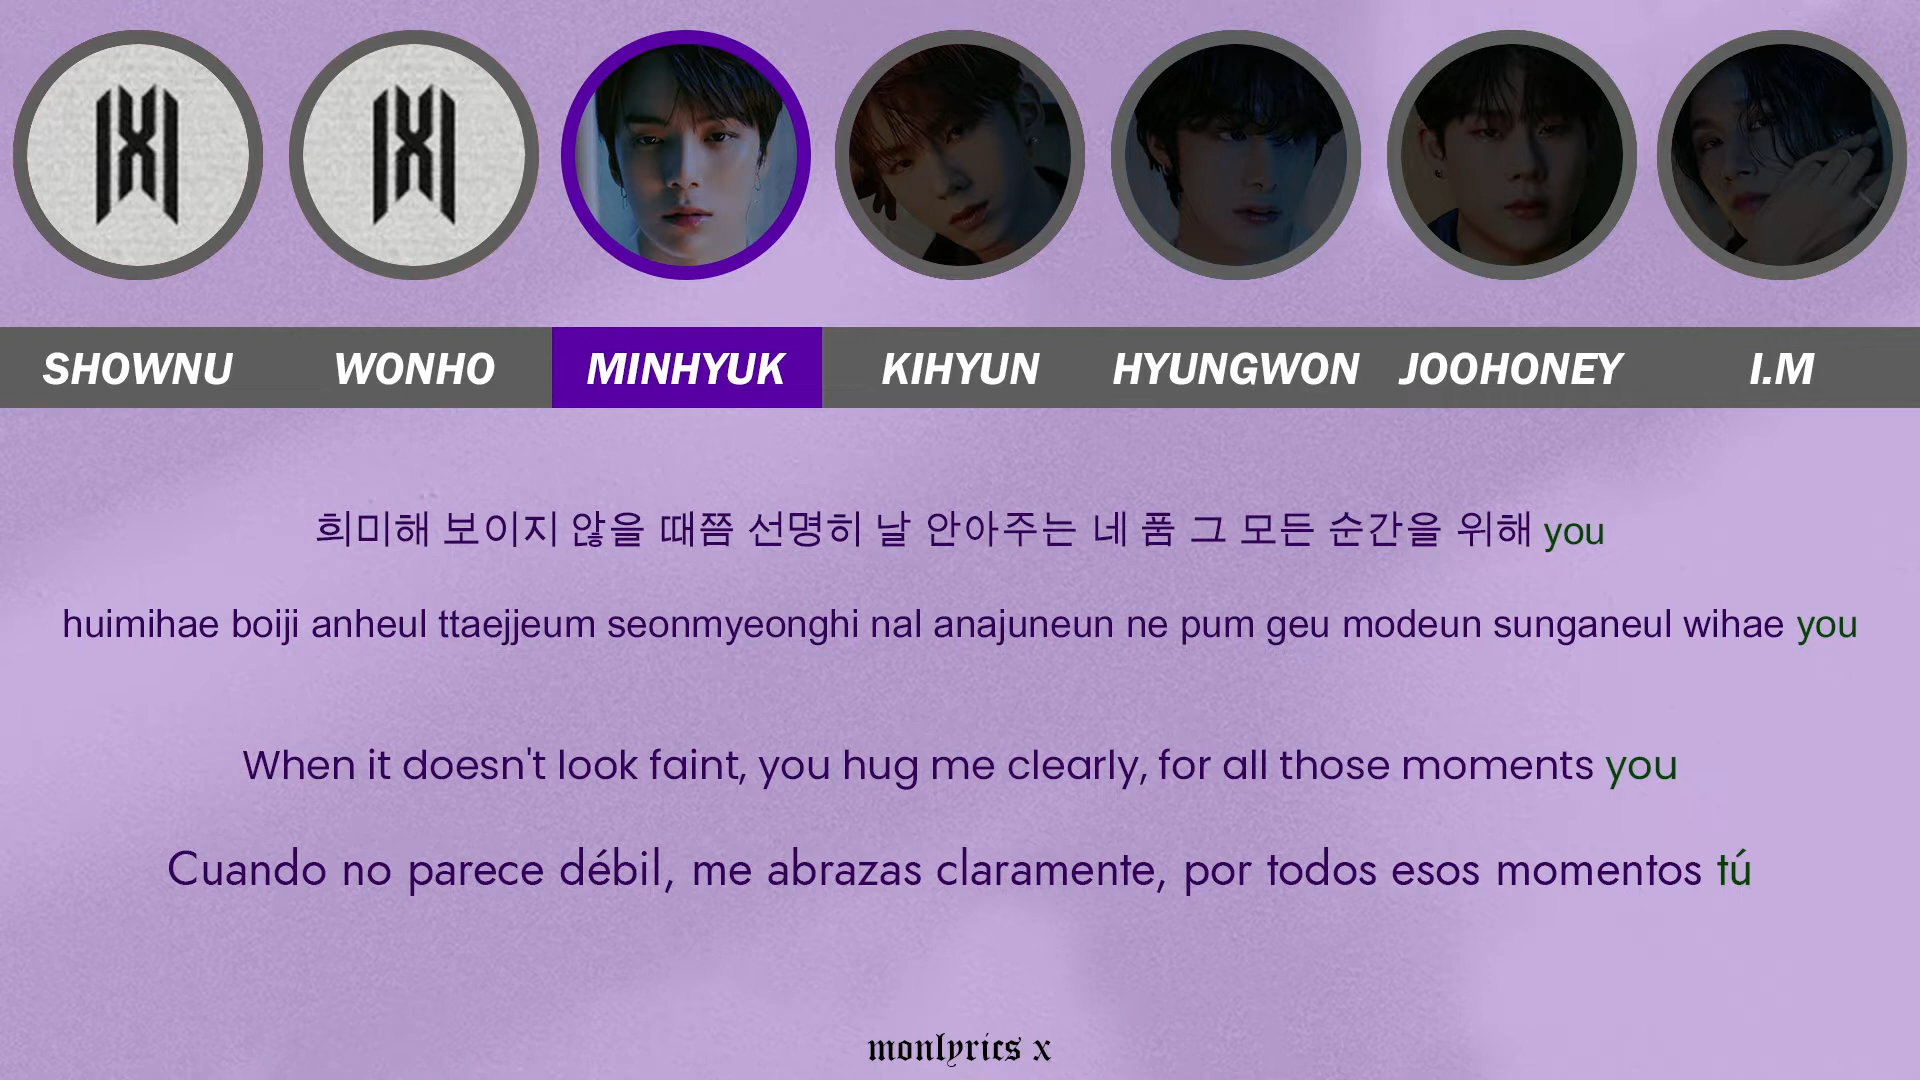 SHOWNU WONHO MINHYUK KIHYUN HYUNGWON JOOHONEY I.M
희미해 보이지 않을 때쯤 선명히 날 안아주는 네 품 그 모든 순간을 위해 you
huimihae boiji anheul ttaejjeum seonmyeonghi nal anajuneun ne pum geu modeun sunganeul wihae you
When it doesn't look faint, you hug me clearly, for all those moments you
Cuando no parece débil, me abrazas claramente, por todos esos momentos tú
monlyrics x